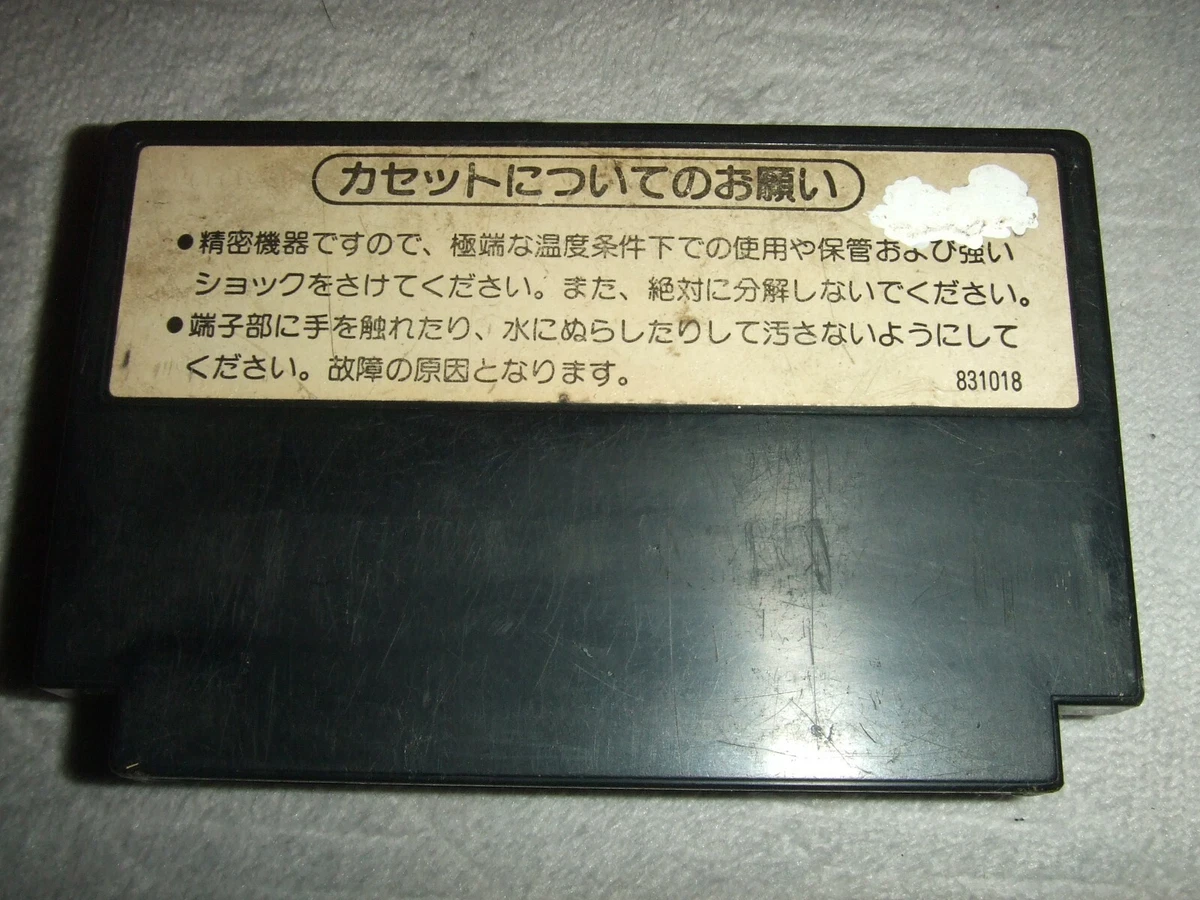 カセットについてのお願い
●精密機器ですので、極端な温度条件下での使用や保管および強い
ショックをさけてください。また、絶対に分解しないでください。
●端子部に手を触れたり、水にぬらしたりして汚さないようにして
ください。故障の原因となります。
831018